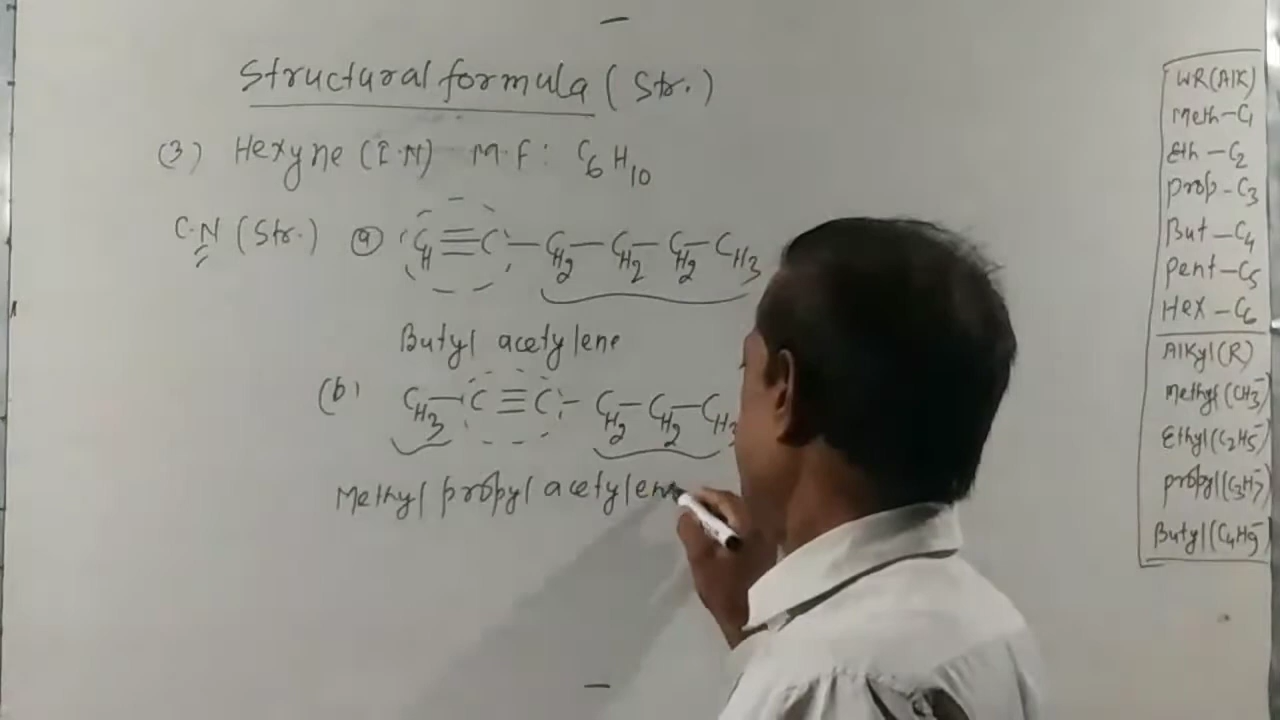 Structural formula (Str.)
(3) Hexyne (I.N) M.F: C6H10
C.N (Str.) (a) CH≡C-CH2-CH2-CH2-CH3
Butyl acetylene
(b) CH3-C≡C-CH2-CH2-CH3
Methyl propyl acetylen
WR(Alk)
Meth-C1
Eth-C2
Prop-C3
But-C4
Pent-C5
Hex-C6
Alkyl(R)
Methyl(CH3-)
Ethyl(C2H5-)
propyl(C3H7)
Butyl(C4H9-